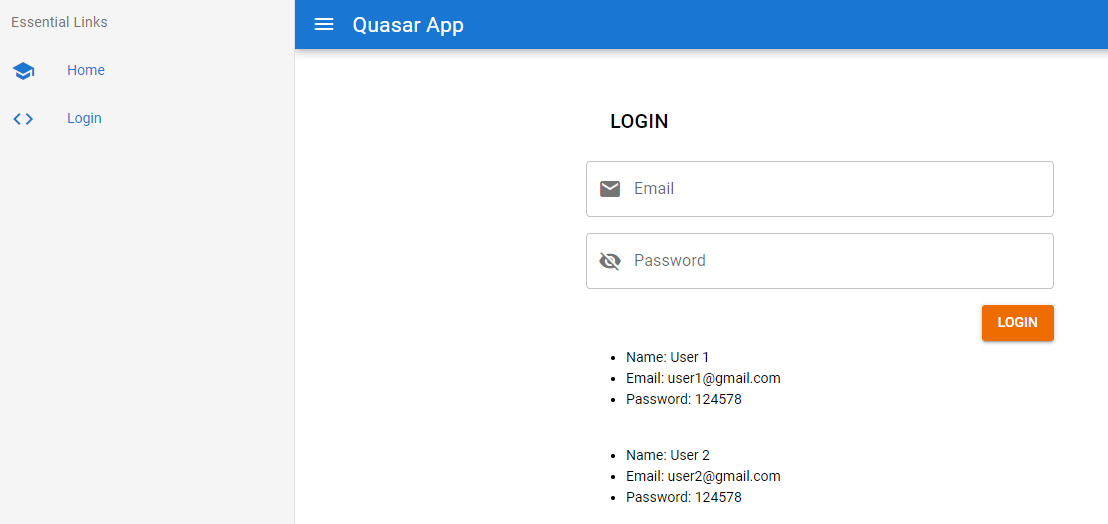 Essential Links
Home
Login
Quasar App
LOGIN
Email
Password
LOGIN
Name: User 1
Email: user1@gmail.com
Password: 124578
Name: User 2
Email: user2@gmail.com
Password: 124578